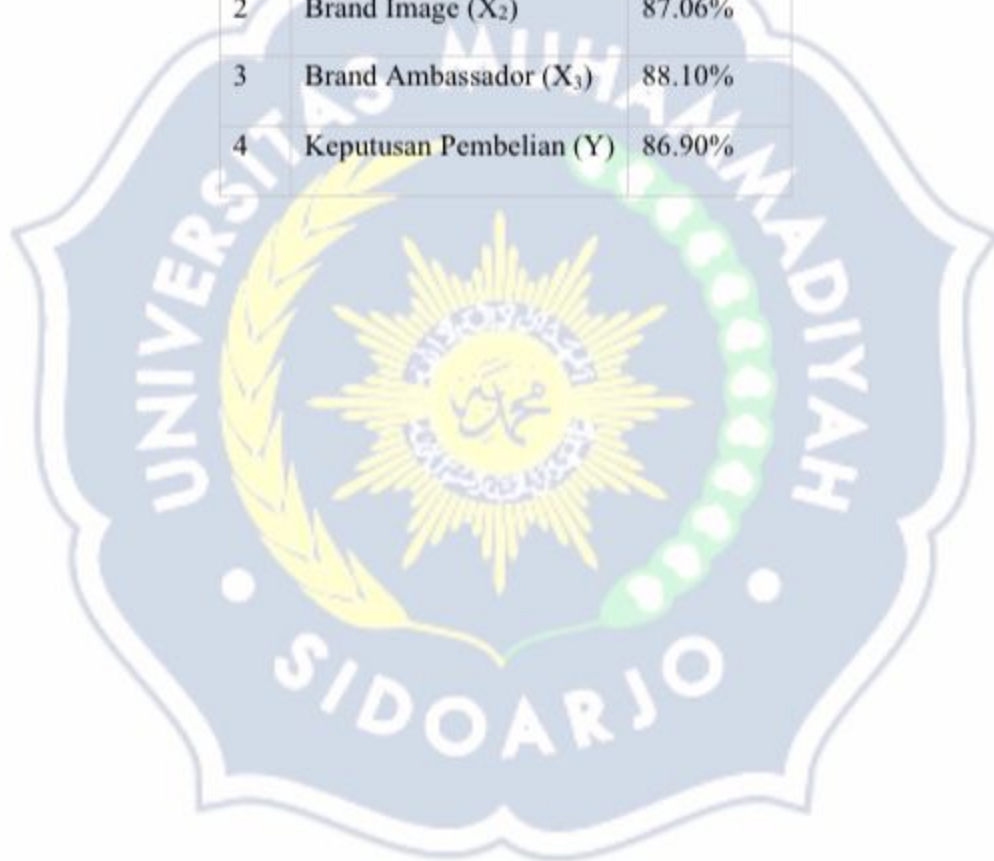 2 Brand Image (X₂) 87.06%
3 Brand Ambassador (X₃) 88.10%
4 Keputusan Pembelian (Y) 86.90%
UNIVERSITAS MUHAMMADIYAH
محمد
SIDOARJO